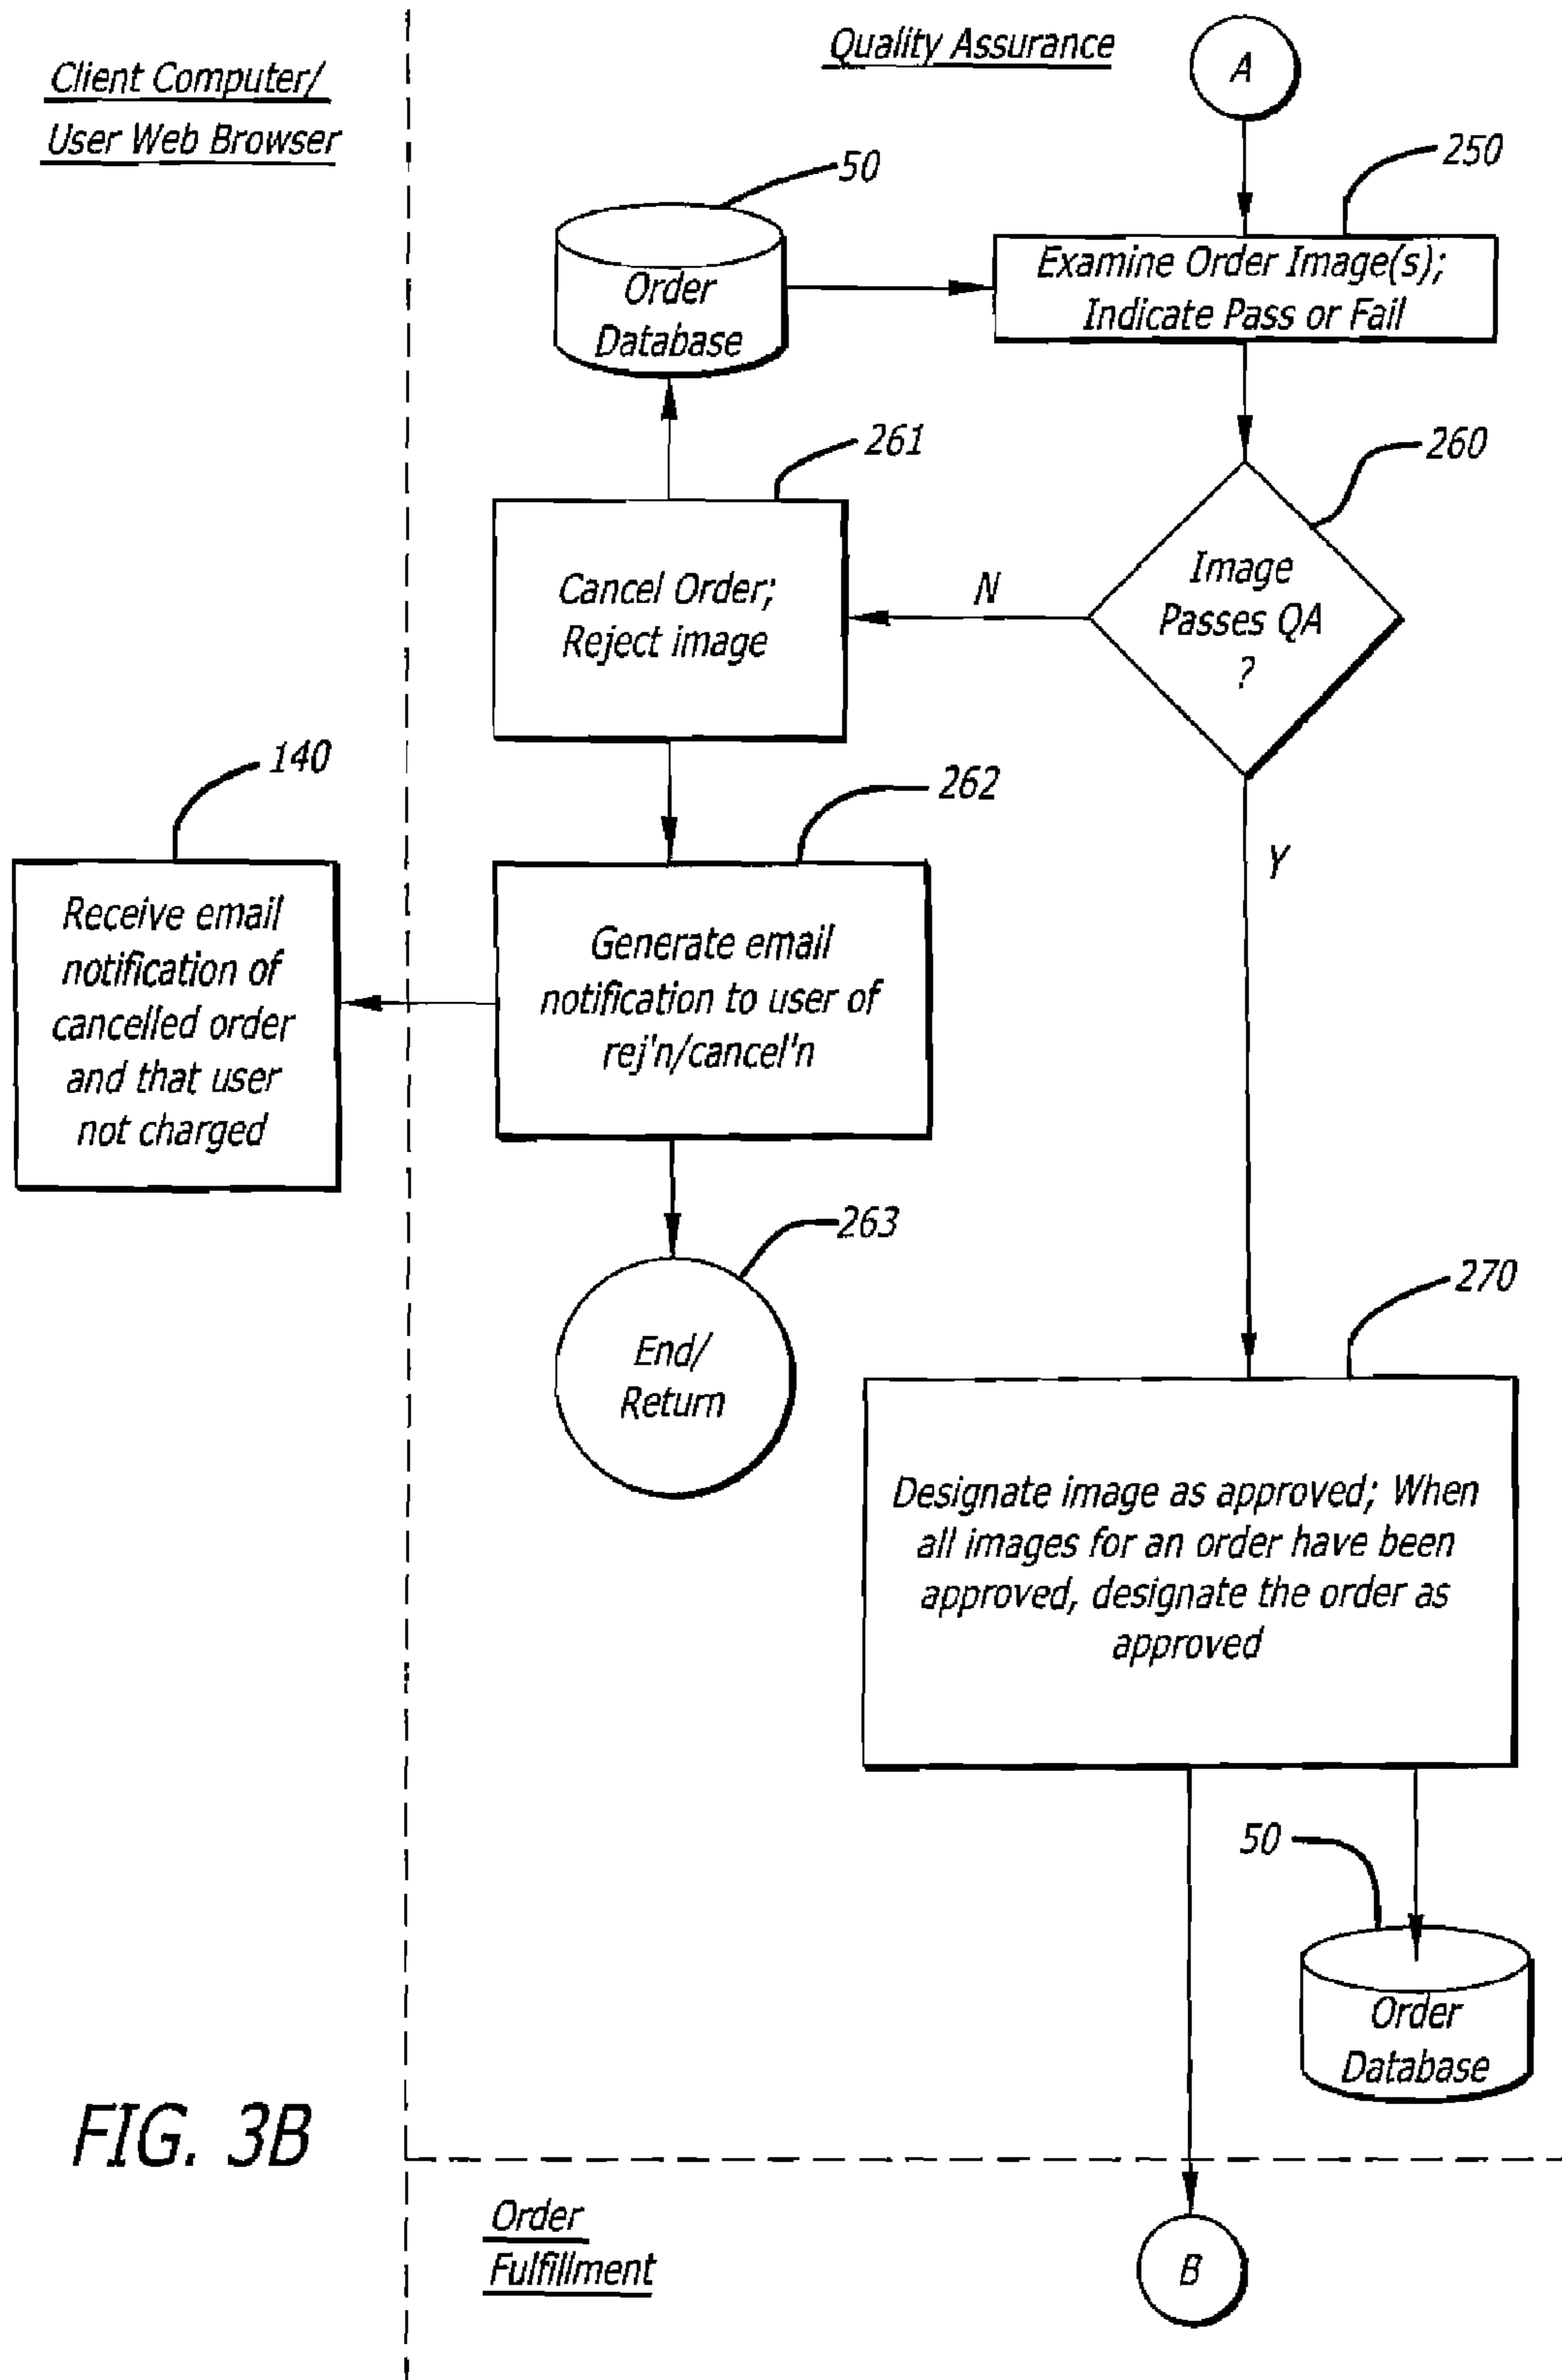 Client Computer/
User Web Browser
Quality Assurance
A
50
250
Order
Database
Examine Order Image(s);
Indicate Pass or Fail
261
260
Cancel Order;
Reject image
N
Image
Passes QA
?
140
262
Y
Receive email
notification of
cancelled order
and that user
not charged
Generate email
notification to user of
rej'n/cancel'n
263
End/
Return
270
Designate image as approved; When
all images for an order have been
approved, designate the order as
approved
50
Order
Database
FIG. 3B
Order
Fulfillment
B